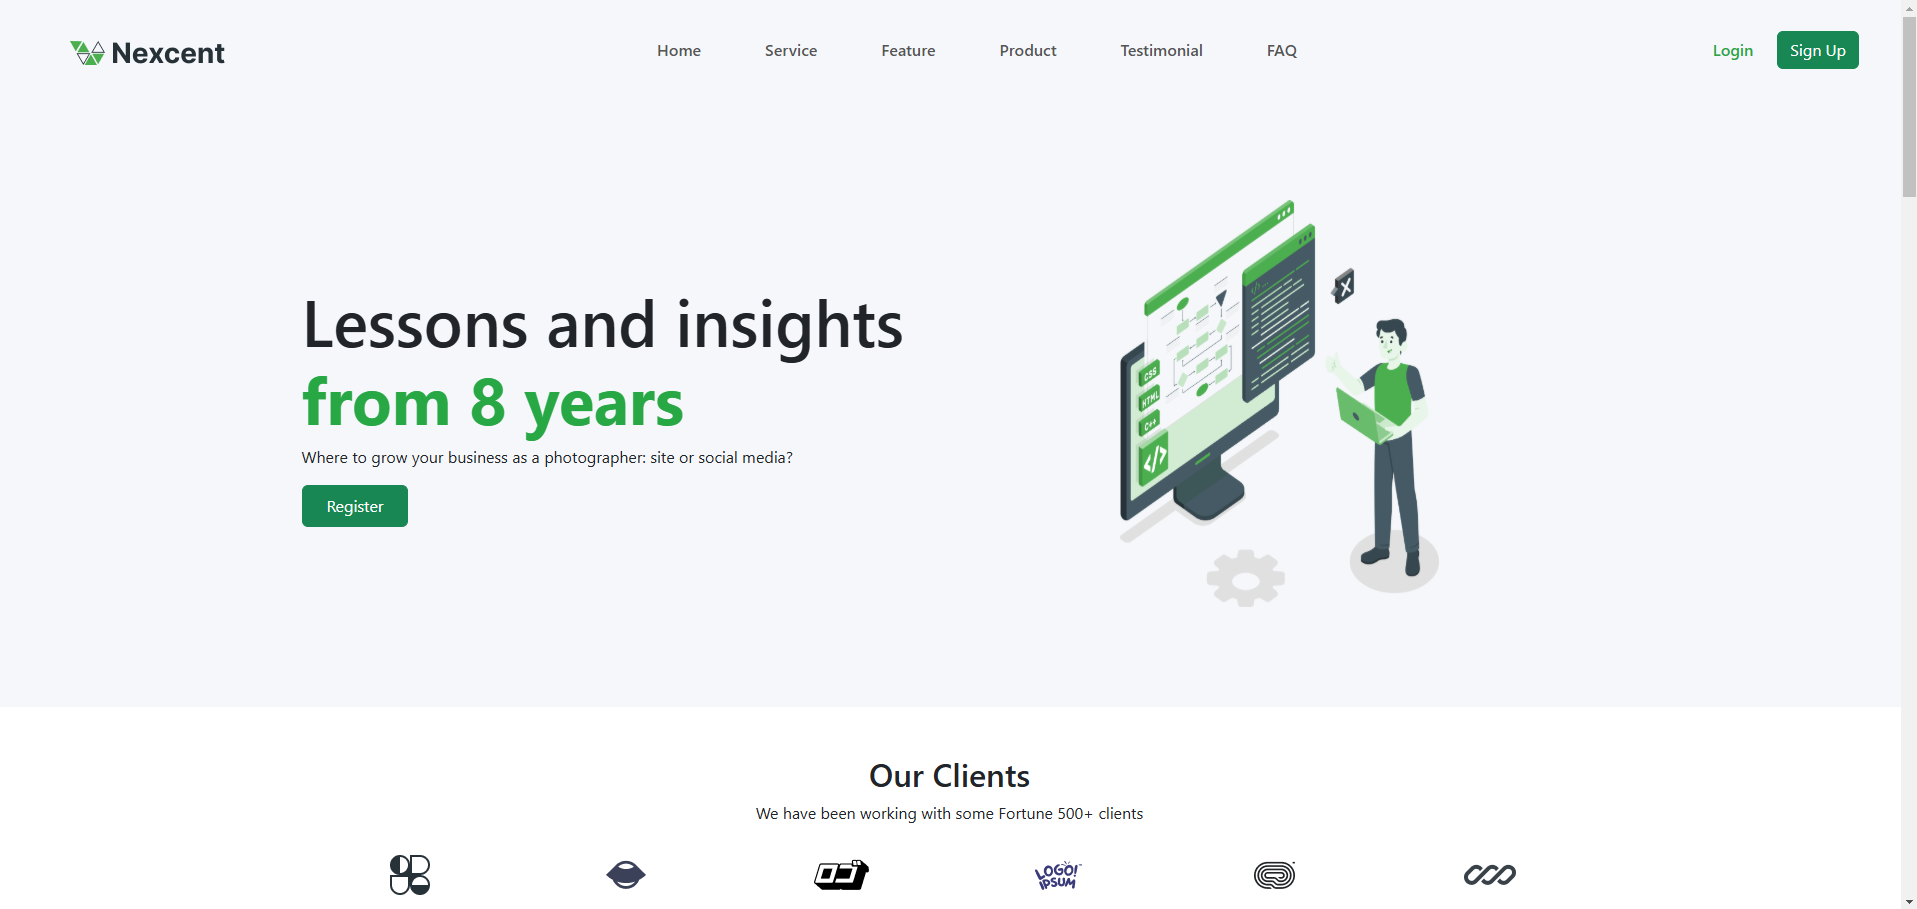 Nexcent
Home Service Feature Product Testimonial FAQ
Login Sign Up
Lessons and insights
from 8 years
Where to grow your business as a photographer: site or social media?
Register
CSS
HTML
C++
</>
X
Our Clients
We have been working with some Fortune 500+ clients
LOGO!
IPSUM